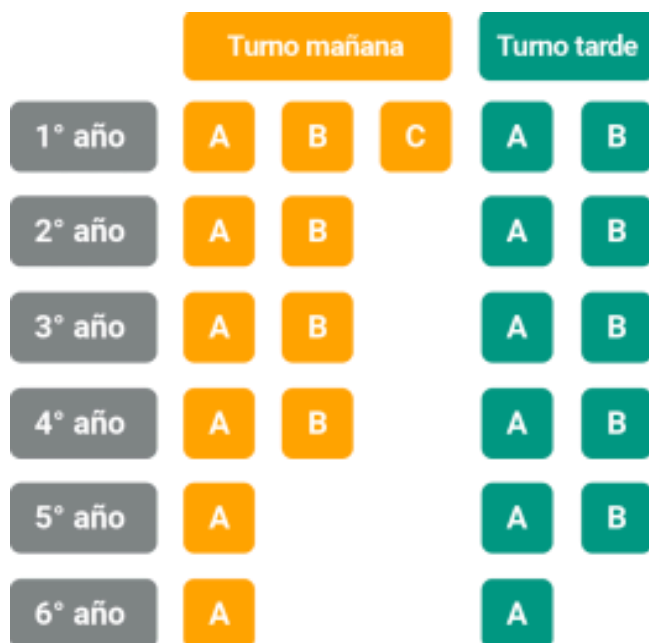 Turno mañana Turno tarde
1° año A B C A B
2° año A B A B
3° año A B A B
4° año A B A B
5° año A A B
6° año A A